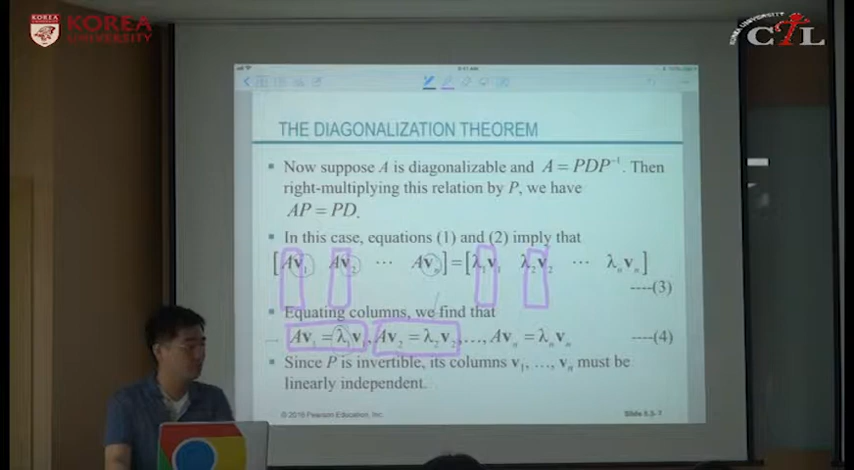 KOREA
UNIVERSITY
KOREA UNIVERSITY
CTL
THE DIAGONALIZATION THEOREM
▪ Now suppose A is diagonalizable and A = PDP⁻¹. Then
right-multiplying this relation by P, we have
AP = PD.
▪ In this case, equations (1) and (2) imply that
[Av₁ Av₂ ⋯ Avₙ] = [λ₁v₁ λ₂v₂ ⋯ λₙvₙ]
----(3)
▪ Equating columns, we find that
Av₁ = λ₁v₁, Av₂ = λ₂v₂, …, Avₙ = λₙvₙ ----(4)
▪ Since P is invertible, its columns v₁, …, vₙ must be
linearly independent.
© 2016 Pearson Education, Inc.
Slide 5.3-7